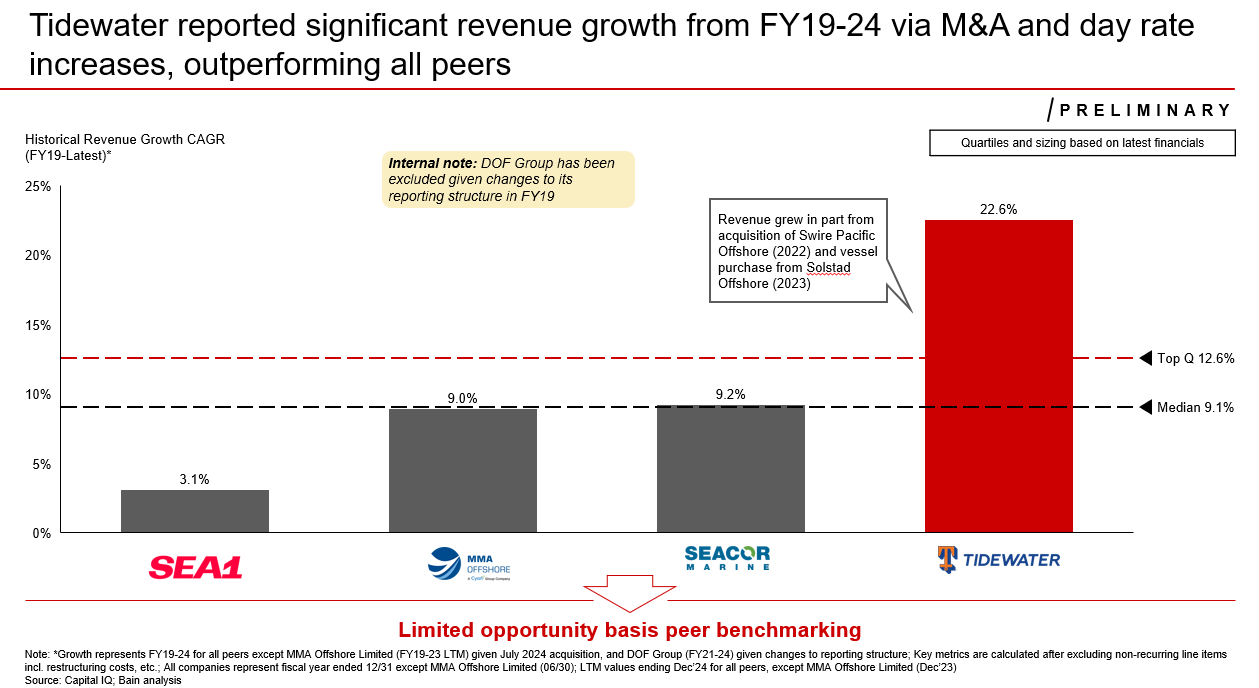 Tidewater reported significant revenue growth from FY19-24 via M&A and day rate
increases, outperforming all peers
PRELIMINARY
Historical Revenue Growth CAGR
(FY19-Latest)*
Quartiles and sizing based on latest financials
Internal note: DOF Group has been
excluded given changes to its
reporting structure in FY19
25%
20%
15%
10%
5%
0%
Revenue grew in part from
acquisition of Swire Pacific
Offshore (2022) and vessel
purchase from Solstad
Offshore (2023)
3.1%
9.0%
9.2%
22.6%
Top Q 12.6%
Median 9.1%
SEA1
MMA
OFFSHORE
A Cyan Group Company
SEACOR
MARINE
TIDEWATER
Limited opportunity basis peer benchmarking
Note: *Growth represents FY19-24 for all peers except MMA Offshore Limited (FY19-23 LTM) given July 2024 acquisition, and DOF Group (FY21-24) given changes to reporting structure; Key metrics are calculated after excluding non-recurring line items
incl. restructuring costs, etc.; All companies represent fiscal year ended 12/31 except MMA Offshore Limited (06/30); LTM values ending Dec'24 for all peers, except MMA Offshore Limited (Dec'23)
Source: Capital IQ; Bain analysis